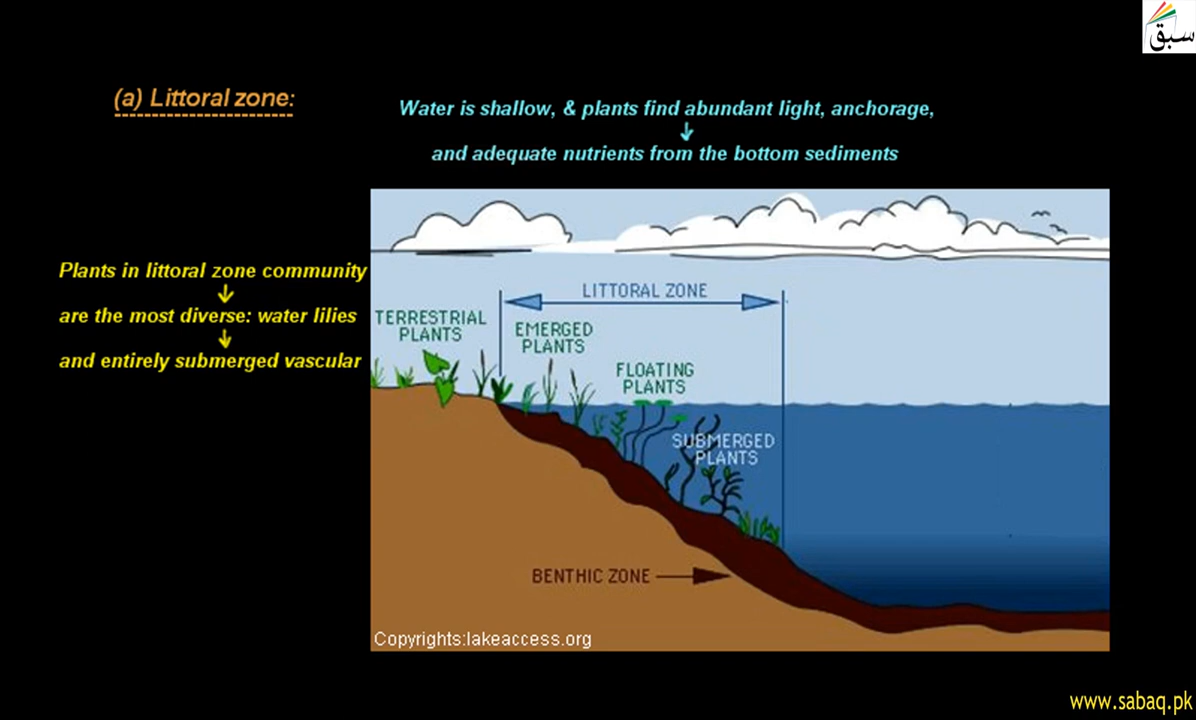 سبق
(a) Littoral zone:
Water is shallow, & plants find abundant light, anchorage,
and adequate nutrients from the bottom sediments
Plants in littoral zone community
are the most diverse: water lilies
and entirely submerged vascular
LITTORAL ZONE
TERRESTRIAL
PLANTS
EMERGED
PLANTS
FLOATING
PLANTS
SUBMERGED
PLANTS
BENTHIC ZONE
Copyrights:lakeaccess.org
www.sabaq.pk